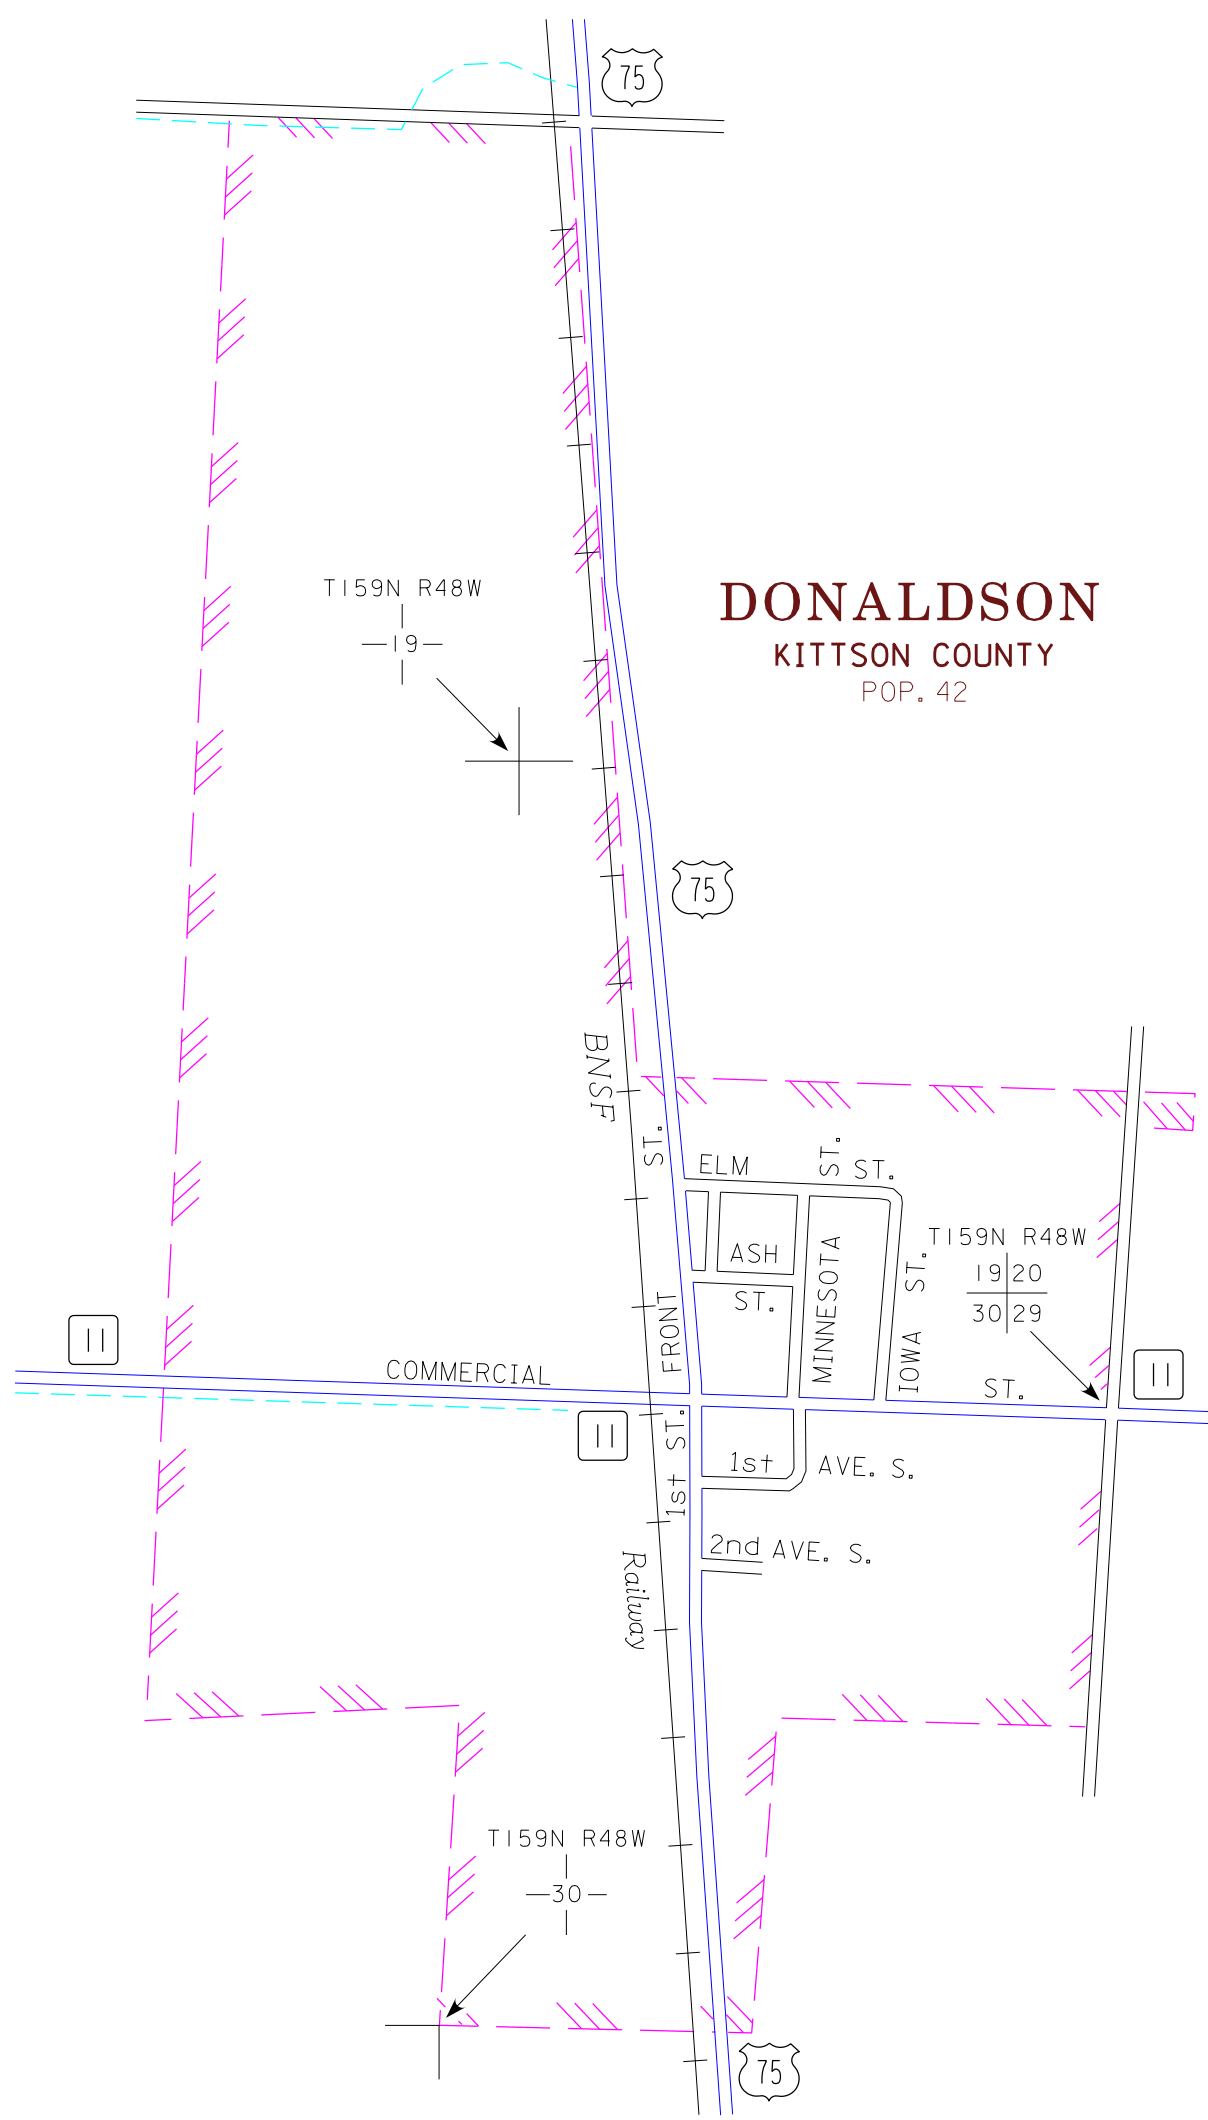 75
T159N R48W
19
DONALDSON
KITTSON COUNTY
POP. 42
75
BNSF
FRONT ST.
ELM ST.
MINNESOTA ST.
ASH ST.
IOWA ST.
T159N R48W
19 20
30 29
11
COMMERCIAL ST.
11
11
1st ST.
1st AVE. S.
2nd AVE. S.
Railway
T159N R48W
30
75